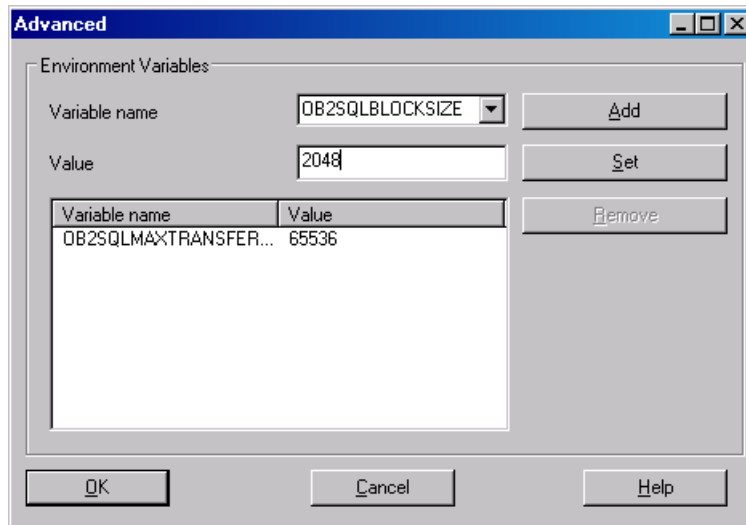 Advanced
Environment Variables
Variable name OB2SQLBLOCKSIZE Add
Value 2048 Set
Variable name Value Remove
OB2SQLMAXTRANSFER... 65536
OK Cancel Help